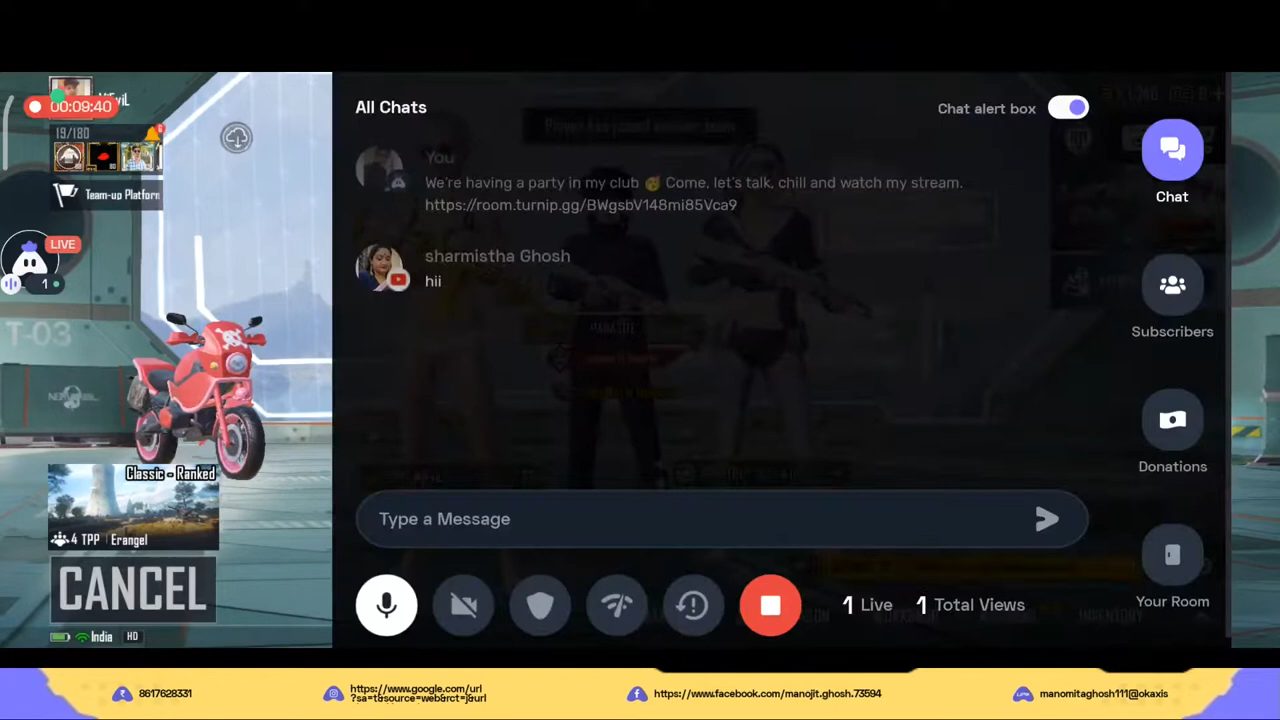 00:09:40
19/180
Team-up Platform
LIVE
1
T-03
Classic - Ranked
4 TPP Erangel
CANCEL
India HD
All Chats
Chat alert box
You
We're having a party in my club 🥳 Come, let's talk, chill and watch my stream.
https://room.turnip.gg/BWgsbV148mi85Vca9
sharmistha Ghosh
hii
Type a Message
1 Live 1 Total Views
Chat
Subscribers
Donations
Your Room
8617628331
https://www.google.com/url
?sa=t&source=web&rct=j&url
https://www.facebook.com/manojit.ghosh.73594
manomitaghosh111@okaxis